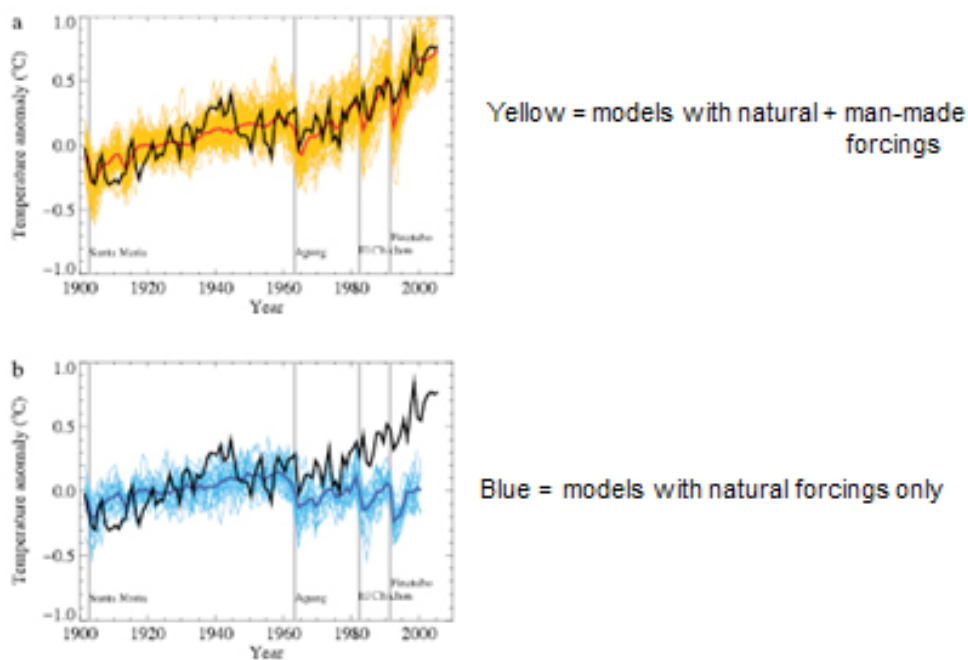 a
1.0
0.5
0.0
−0.5
−1.0
Temperature anomaly (°C)
Santa Maria
Agung
El Chichon
Pinatubo
1900 1920 1940 1960 1980 2000
Year
Yellow = models with natural + man-made
forcings
b
1.0
0.5
0.0
−0.5
−1.0
Temperature anomaly (°C)
Santa Maria
Agung
El Chichon
Pinatubo
1900 1920 1940 1960 1980 2000
Year
Blue = models with natural forcings only